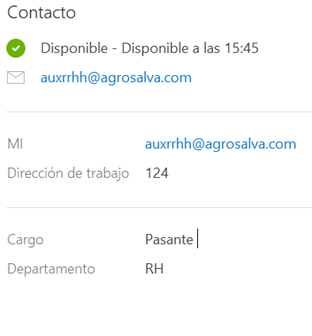 Contacto
Disponible - Disponible a las 15:45
auxrrhh@agrosalva.com
MI auxrrhh@agrosalva.com
Dirección de trabajo 124
Cargo Pasante
Departamento RH